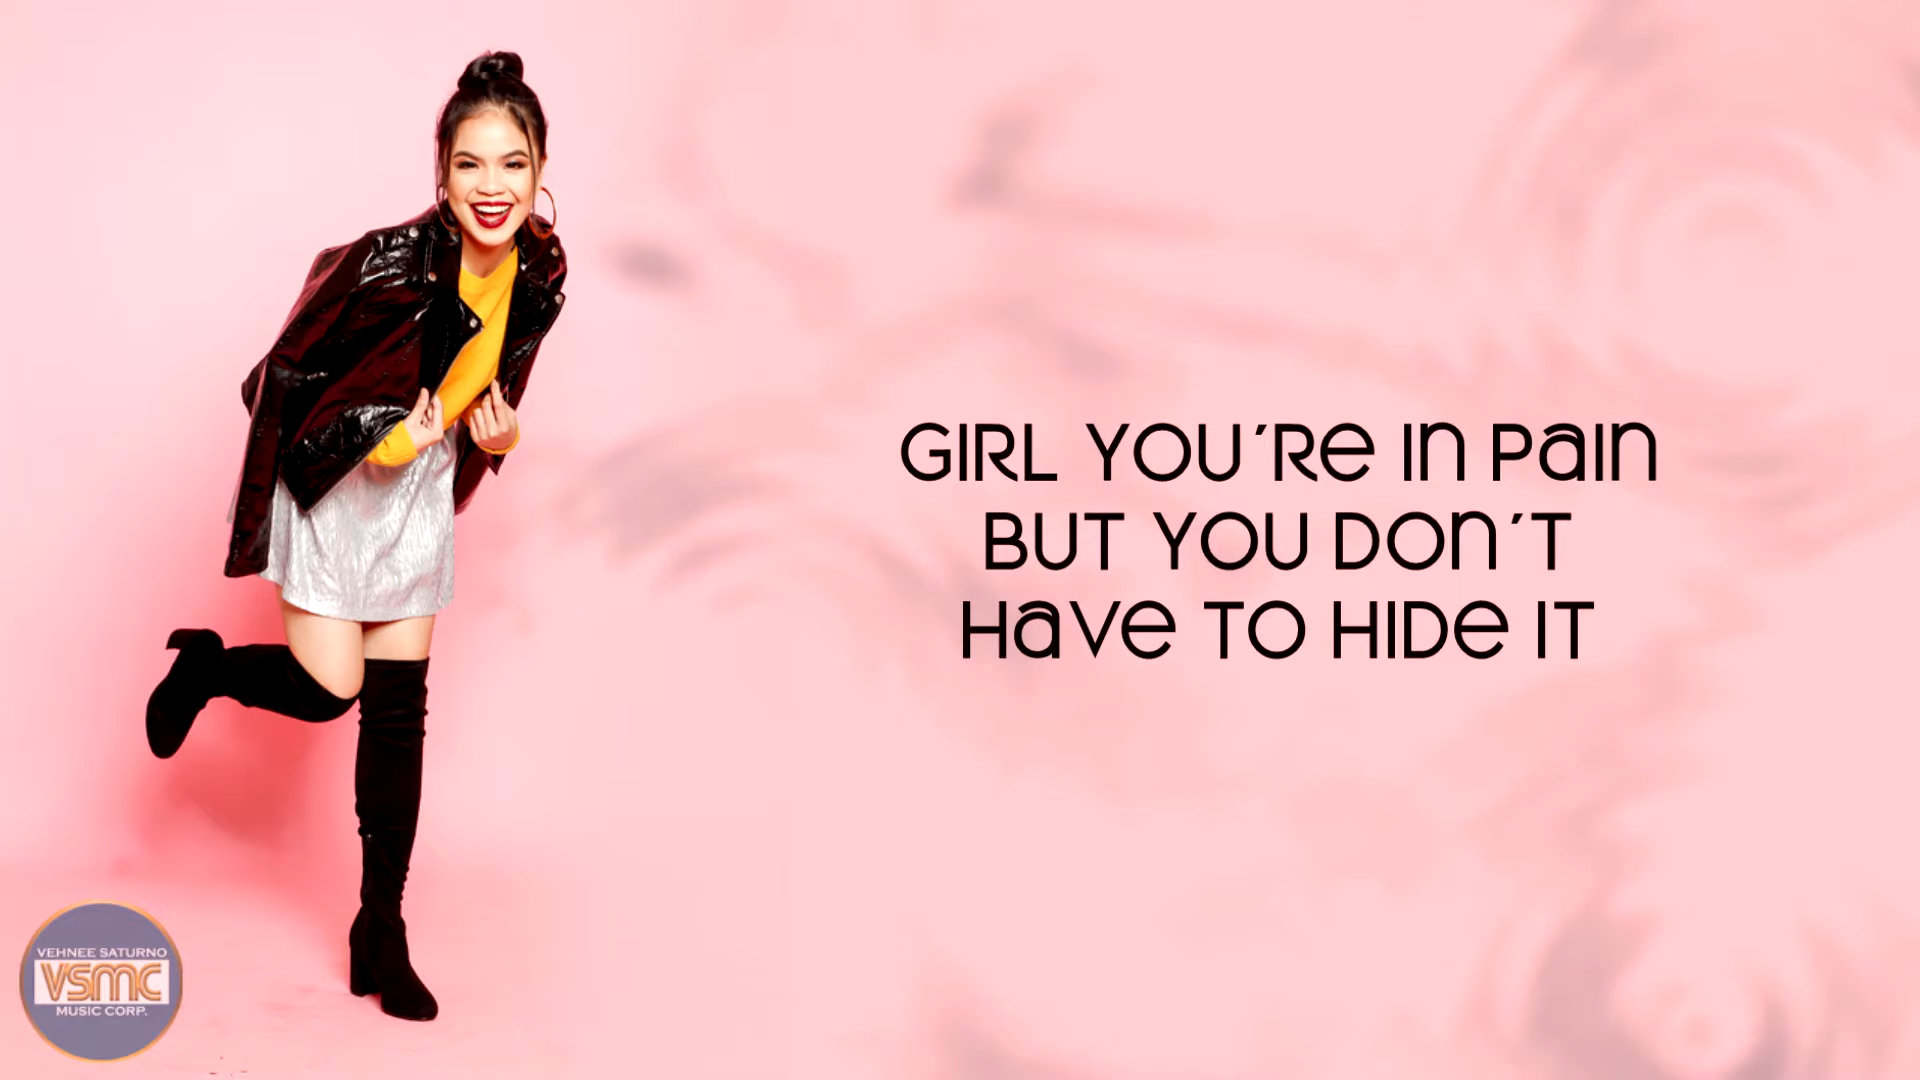 GIRL YOU'RE IN PAIN
BUT YOU DON'T
HAVE TO HIDE IT
VEHNEE SATURNO
VSMC
MUSIC CORP.